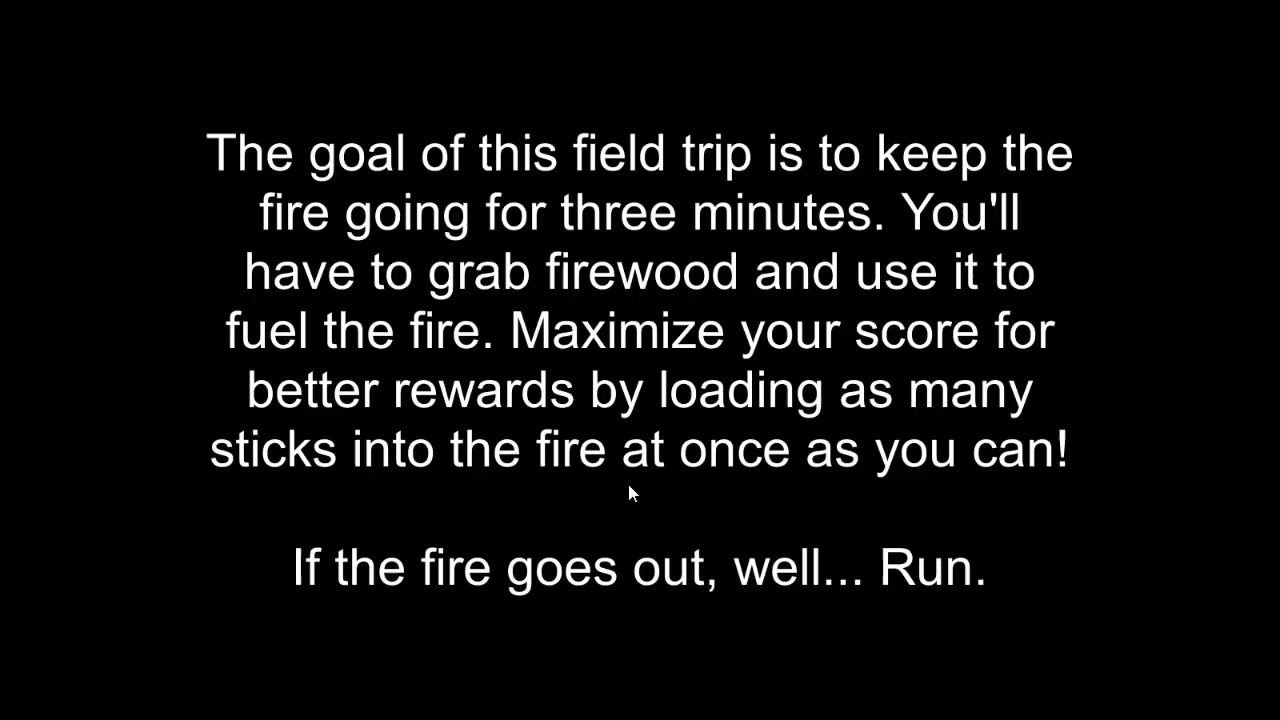 The goal of this field trip is to keep the
fire going for three minutes. You'll
have to grab firewood and use it to
fuel the fire. Maximize your score for
better rewards by loading as many
sticks into the fire at once as you can!
If the fire goes out, well... Run.